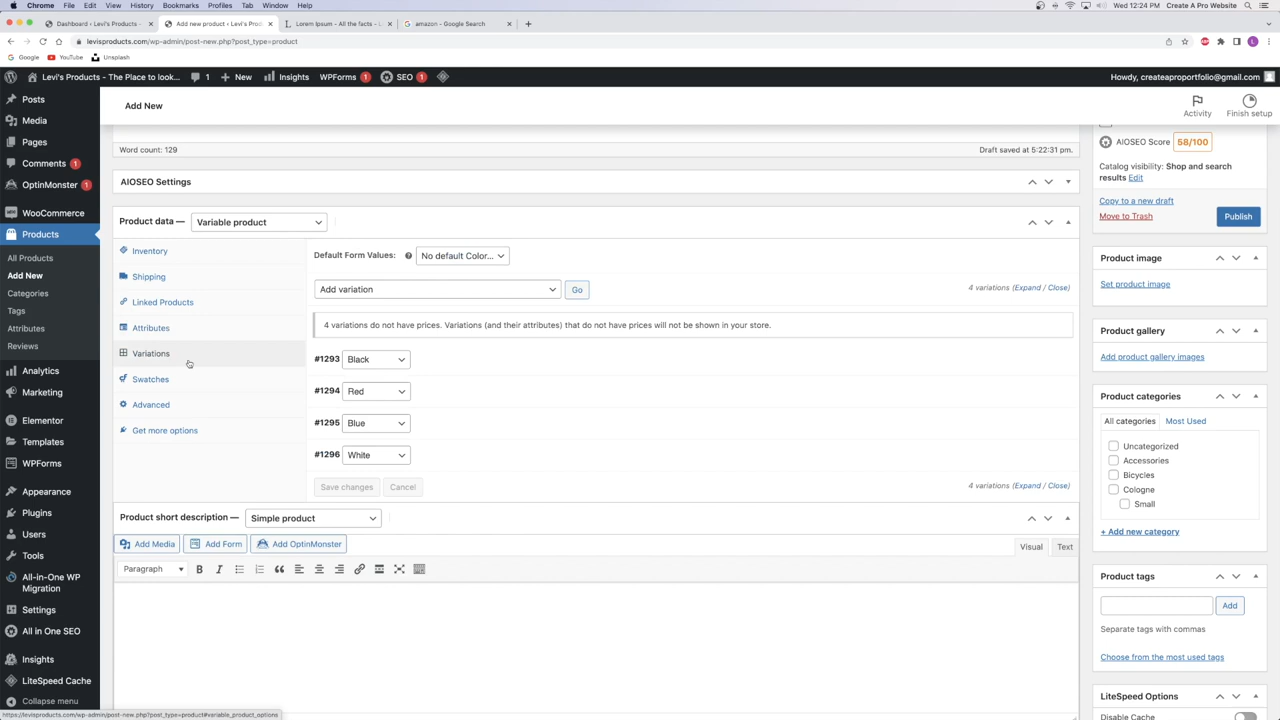 Chrome File Edit View History Bookmarks Profiles Tab Window Help Wed 12:24 PM Create A Pro Website
Dashboard ‹ Levi's Products - Add new product ‹ Levi's Prod Lorem Ipsum - All the facts - L amazon - Google Search
levisproducts.com/wp-admin/post-new.php?post_type=product
Google YouTube Unsplash
Levi's Products - The Place to look... 1 New Insights WPForms 1 SEO 1 Howdy, createaproportfolio@gmail.com
Posts
Media
Pages
Comments 1
OptinMonster 1
WooCommerce
Products
All Products
Add New
Categories
Tags
Attributes
Reviews
Analytics
Marketing
Elementor
Templates
WPForms
Appearance
Plugins
Users
Tools
All-in-One WP
Migration
Settings
All in One SEO
Insights
LiteSpeed Cache
Collapse menu
Add New
Activity
Finish setup
Word count: 129 Draft saved at 5:22:31 pm.
AIOSEO Settings
Product data — Variable product
Inventory
Shipping
Linked Products
Attributes
Variations
Swatches
Advanced
Get more options
Default Form Values: No default Color...
Add variation Go 4 variations (Expand / Close)
4 variations do not have prices. Variations (and their attributes) that do not have prices will not be shown in your store.
#1293 Black
#1294 Red
#1295 Blue
#1296 White
Save changes Cancel 4 variations (Expand / Close)
Product short description — Simple product
Add Media Add Form Add OptinMonster Visual Text
Paragraph B I
AIOSEO Score 58/100
Catalog visibility: Shop and search
results Edit
Copy to a new draft
Move to Trash Publish
Product image
Set product image
Product gallery
Add product gallery images
Product categories
All categories Most Used
Uncategorized
Accessories
Bicycles
Cologne
Small
+ Add new category
Product tags
Add
Separate tags with commas
Choose from the most used tags
LiteSpeed Options
Disable Cache
https://levisproducts.com/wp-admin/post-new.php?post_type=product#variable_product_options